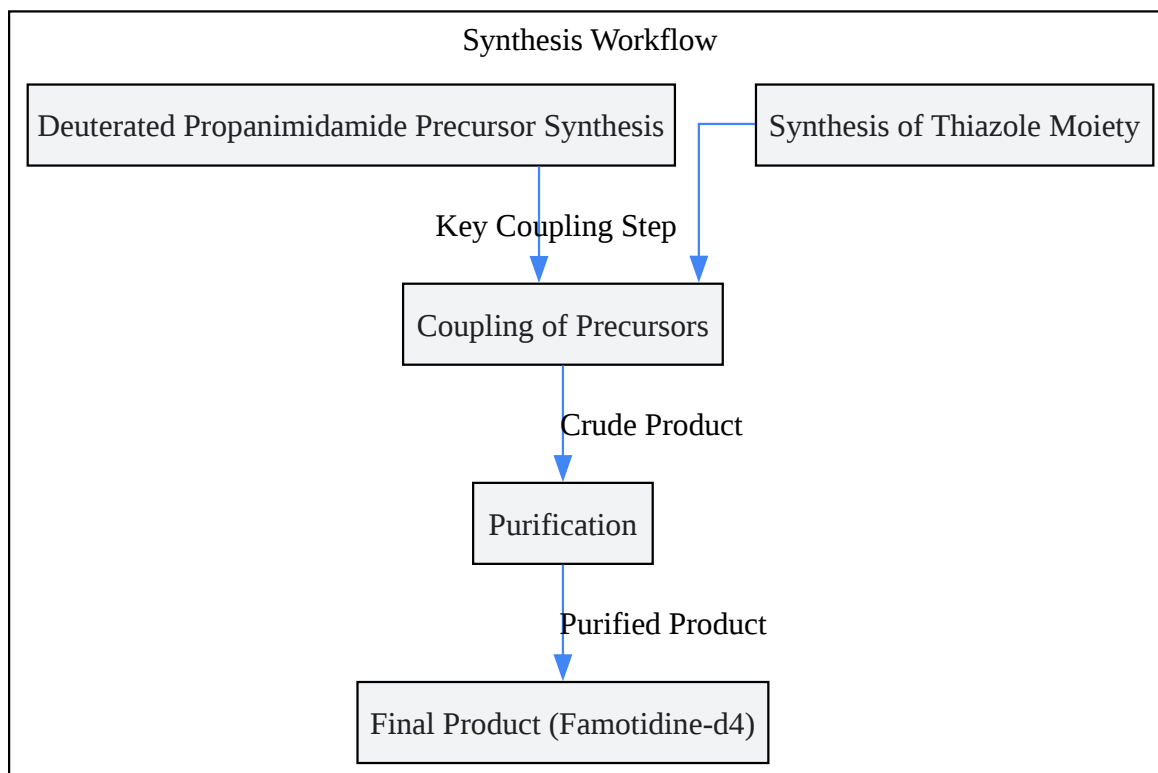 Synthesis Workflow
Deuterated Propanimidamide Precursor Synthesis
Synthesis of Thiazole Moiety
Key Coupling Step
Coupling of Precursors
Crude Product
Purification
Purified Product
Final Product (Famotidine-d4)